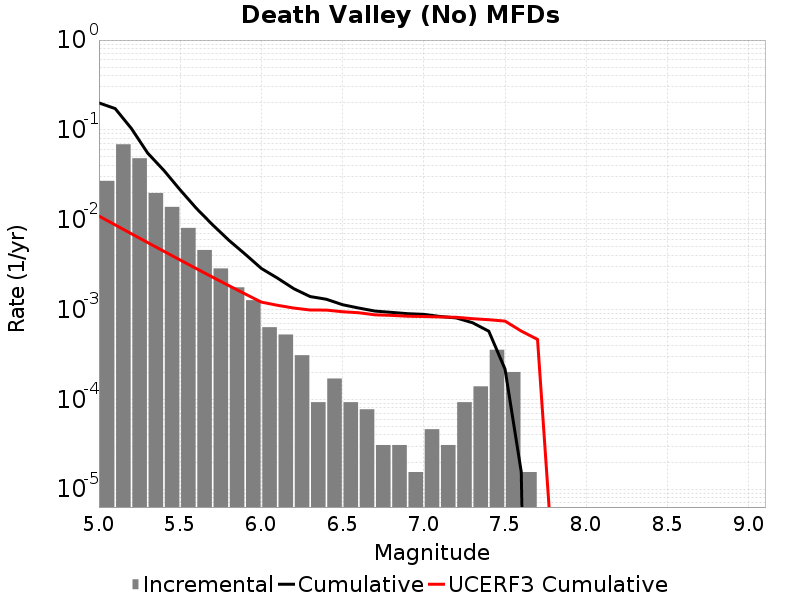 Death Valley (No) MFDs
10^0
10^-1
10^-2
10^-3
10^-4
10^-5
Rate (1/yr)
5.0 5.5 6.0 6.5 7.0 7.5 8.0 8.5 9.0
Magnitude
Incremental Cumulative UCERF3 Cumulative